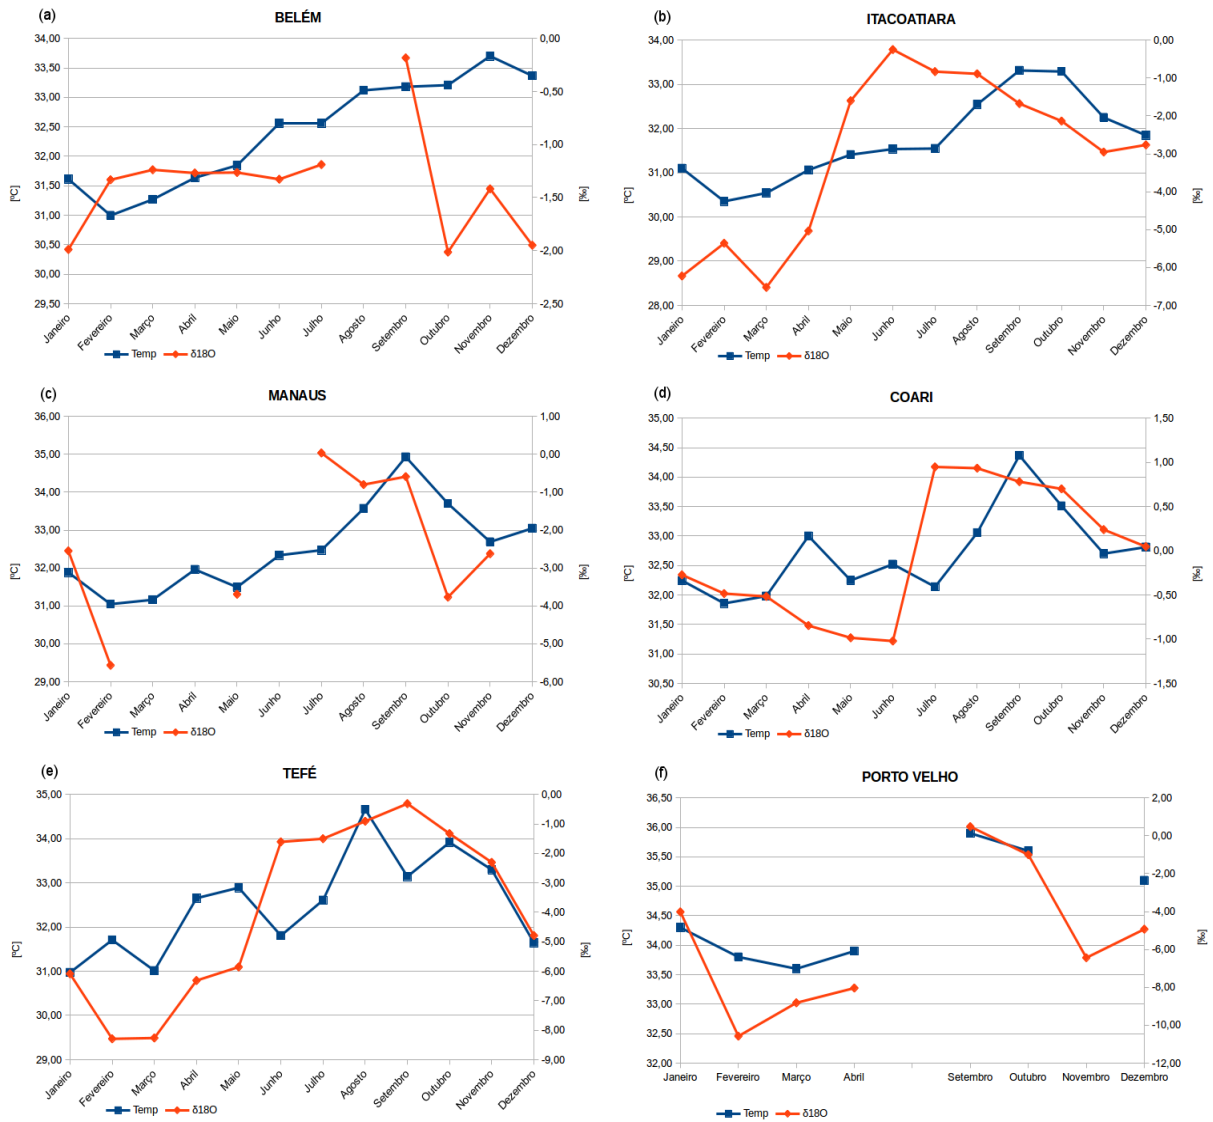 (a)
BELÉM
34,00
33,50
33,00
32,50
32,00
31,50
31,00
30,50
30,00
29,50
[ºC]
0,00
-0,50
-1,00
-1,50
-2,00
-2,50
[‰]
Janeiro
Fevereiro
Março
Abril
Maio
Junho
Julho
Agosto
Setembro
Outubro
Novembro
Dezembro
Temp δ18O
(b)
ITACOATIARA
34,00
33,00
32,00
31,00
30,00
29,00
28,00
[ºC]
0,00
-1,00
-2,00
-3,00
-4,00
-5,00
-6,00
-7,00
[‰]
Janeiro
Fevereiro
Março
Abril
Maio
Junho
Julho
Agosto
Setembro
Outubro
Novembro
Dezembro
Temp δ18O
(c)
MANAUS
36,00
35,00
34,00
33,00
32,00
31,00
30,00
29,00
[ºC]
1,00
0,00
-1,00
-2,00
-3,00
-4,00
-5,00
-6,00
[‰]
Janeiro
Fevereiro
Março
Abril
Maio
Junho
Julho
Agosto
Setembro
Outubro
Novembro
Dezembro
Temp δ18O
(d)
COARI
35,00
34,50
34,00
33,50
33,00
32,50
32,00
31,50
31,00
30,50
[ºC]
1,50
1,00
0,50
0,00
-0,50
-1,00
-1,50
[‰]
Janeiro
Fevereiro
Março
Abril
Maio
Junho
Julho
Agosto
Setembro
Outubro
Novembro
Dezembro
Temp δ18O
(e)
TEFÉ
35,00
34,00
33,00
32,00
31,00
30,00
29,00
[ºC]
0,00
-1,00
-2,00
-3,00
-4,00
-5,00
-6,00
-7,00
-8,00
-9,00
[‰]
Janeiro
Fevereiro
Março
Abril
Maio
Junho
Julho
Agosto
Setembro
Outubro
Novembro
Dezembro
Temp δ18O
(f)
PORTO VELHO
36,50
36,00
35,50
35,00
34,50
34,00
33,50
33,00
32,50
32,00
[ºC]
2,00
0,00
-2,00
-4,00
-6,00
-8,00
-10,00
-12,00
[‰]
Janeiro Fevereiro Março Abril Setembro Outubro Novembro Dezembro
Temp δ18O